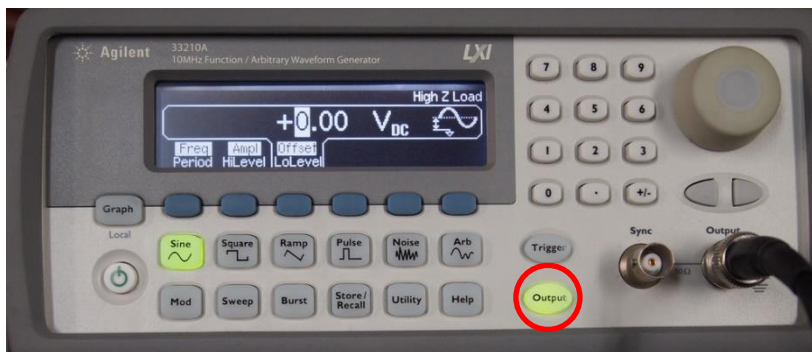 Agilent
33210A
10MHz Function / Arbitrary Waveform Generator
LXI
High Z Load
+0.00 VDC
Freq Ampl Offset
Period HiLevel LoLevel
7 8 9
4 5 6
1 2 3
0 . +/-
Graph
Local
Sine Square Ramp Pulse Noise Arb
Trigger
Sync
Output
50Ω
Mod Sweep Burst Store/
Recall Utility Help
Output